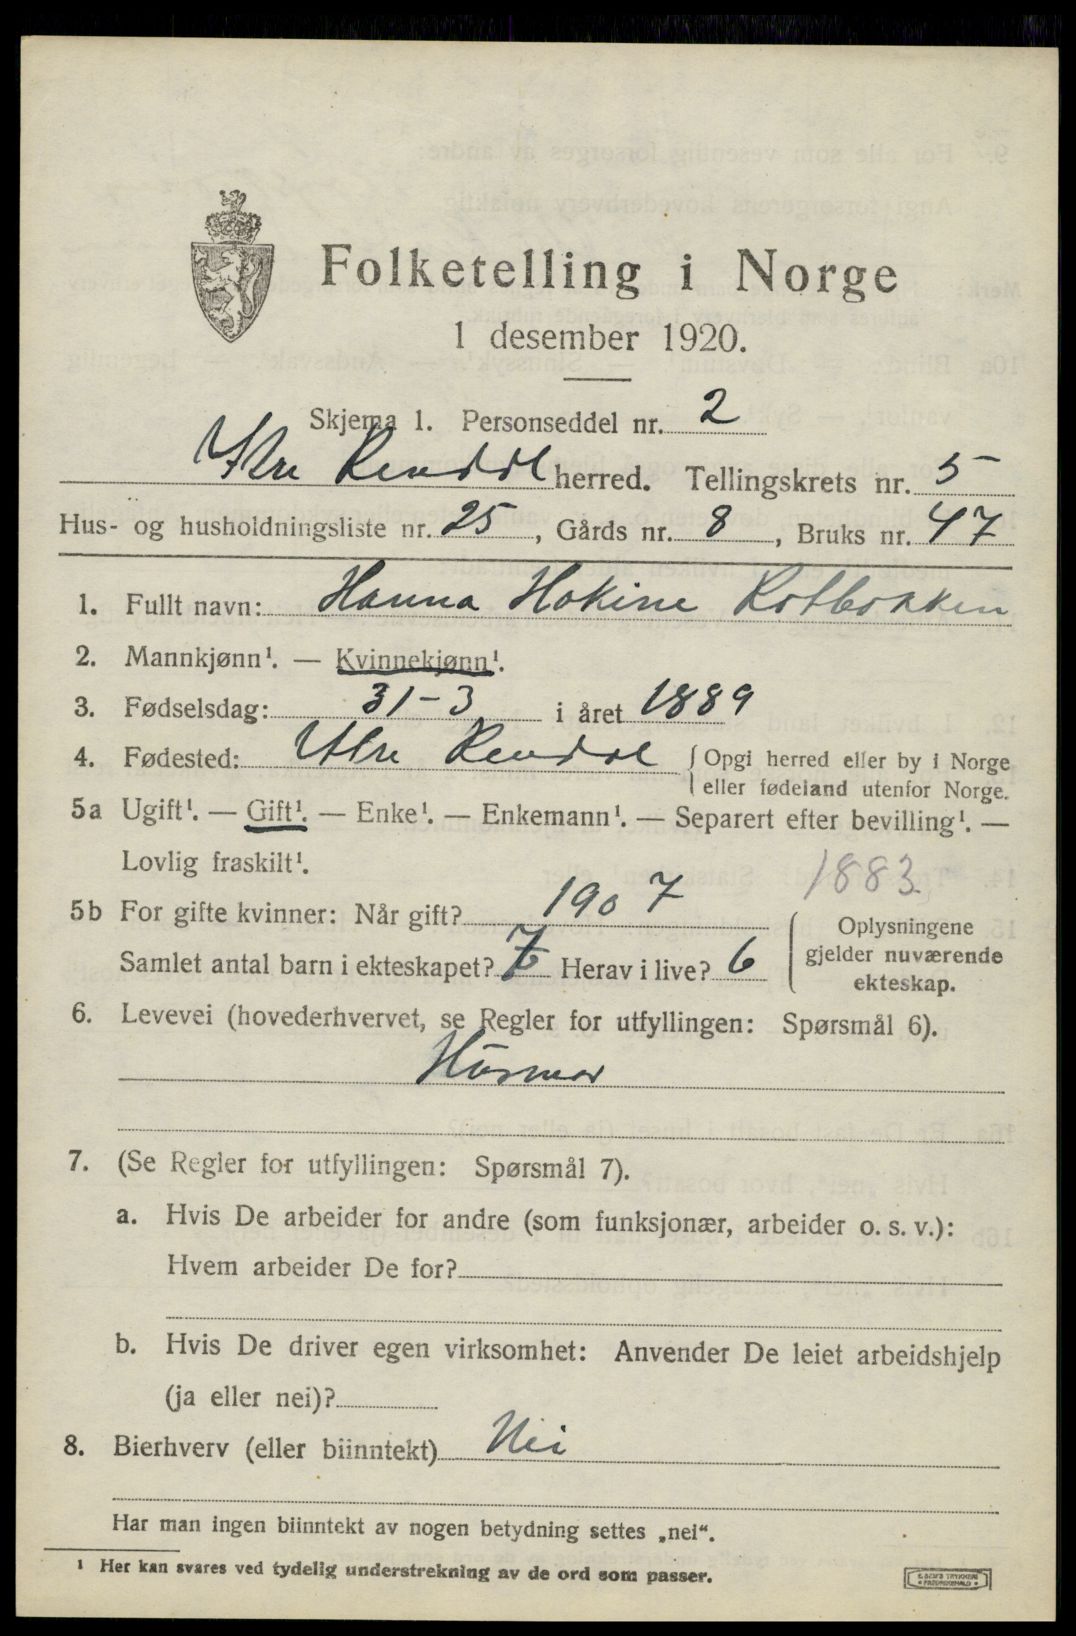 Folketelling i Norge
1 desember 1920.
Skjema 1. Personseddel nr. 2
Ytre Rendal herred. Tellingskrets nr. 5
Hus- og husholdningsliste nr. 25, Gårds nr. 8, Bruks nr. 47
1. Fullt navn: Hanna Hokine
2. Mannkjønn¹. — Kvinnekjønn¹.
3. Fødselsdag: 31-3 i året 1889
4. Fødested: Ytre Rendal { Opgi herred eller by i Norge
eller fødeland utenfor Norge.
5a Ugift¹. — Gift¹. — Enke¹. — Enkemann¹. — Separert efter bevilling¹. —
Lovlig fraskilt¹.
1883
5b For gifte kvinner: Når gift? 1907
Samlet antal barn i ekteskapet? 7 Herav i live? 6
Oplysningene
gjelder nuværende
ekteskap.
6. Levevei (hovederhvervet, se Regler for utfyllingen: Spørsmål 6).
Husmor
7. (Se Regler for utfyllingen: Spørsmål 7).
a. Hvis De arbeider for andre (som funksjonær, arbeider o. s. v.):
Hvem arbeider De for?
b. Hvis De driver egen virksomhet: Anvender De leiet arbeidshjelp
(ja eller nei)?
8. Bierhverv (eller biinntekt) Nei
Har man ingen biinntekt av nogen betydning settes „nei“.
¹ Her kan svares ved tydelig understrekning av de ord som passer.